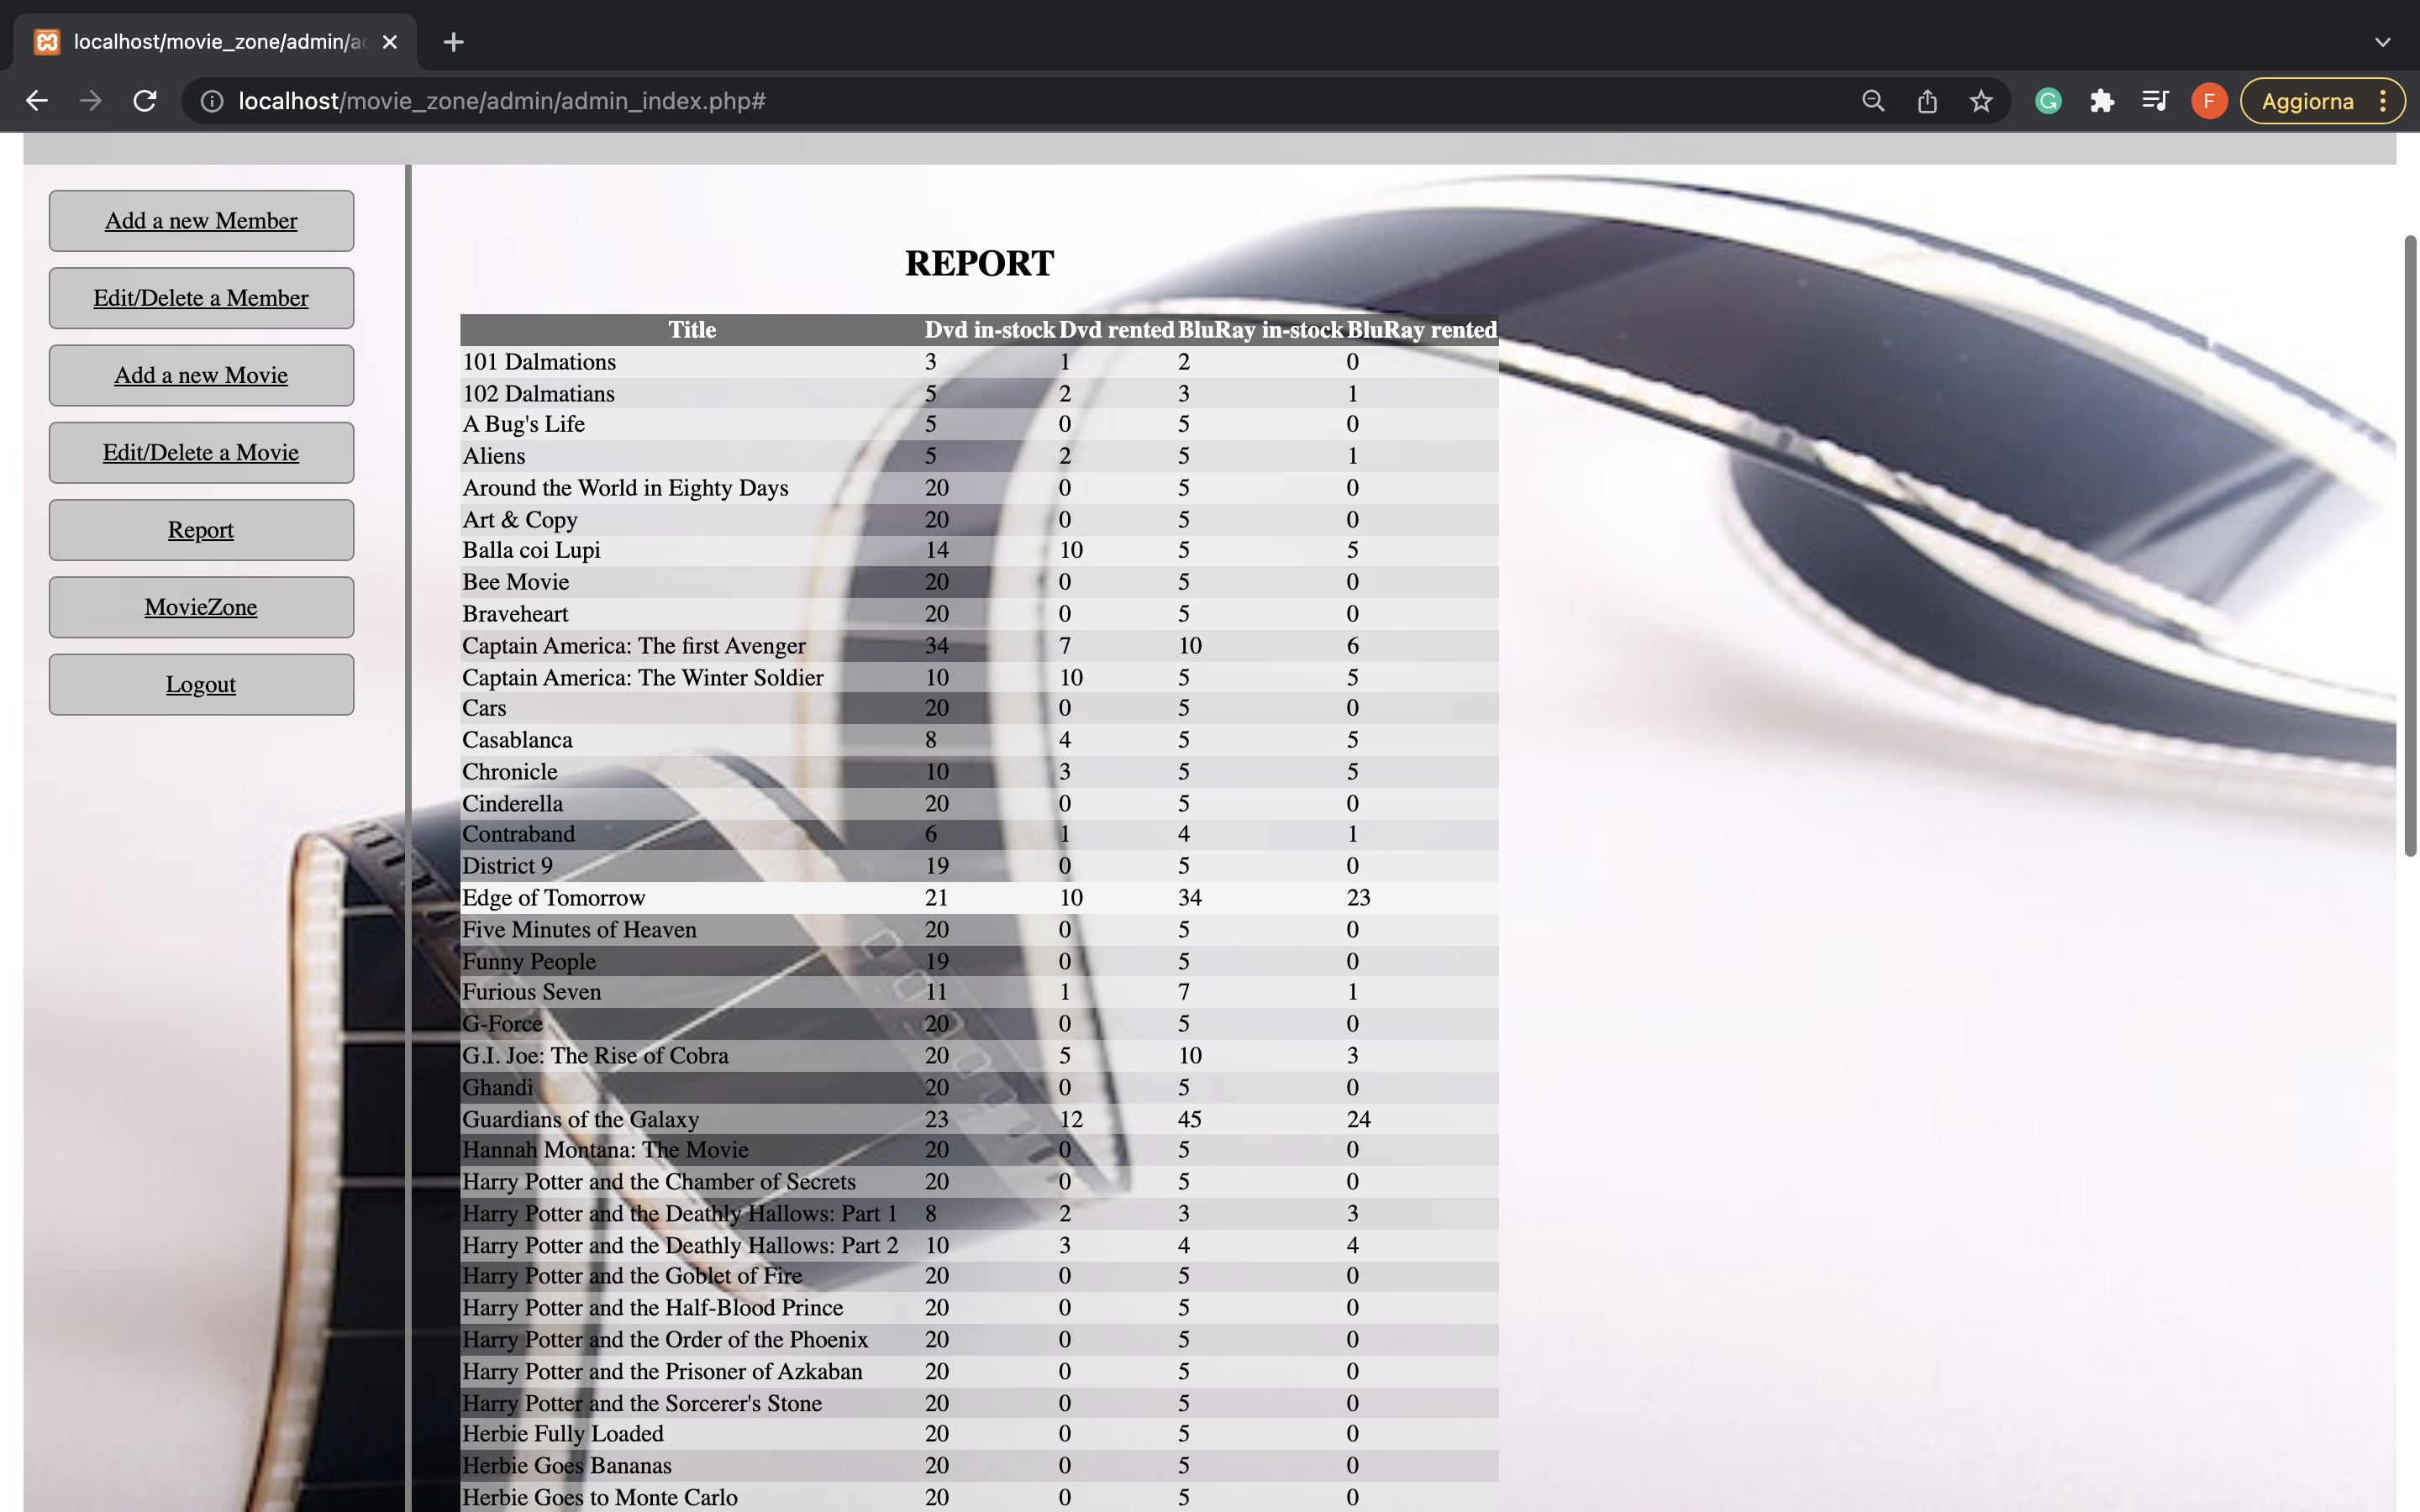 localhost/movie_zone/admin/a
localhost/movie_zone/admin/admin_index.php#
G
F
Aggiorna
Add a new Member
Edit/Delete a Member
Add a new Movie
Edit/Delete a Movie
Report
MovieZone
Logout
REPORT
Title Dvd in-stock Dvd rented BluRay in-stock BluRay rented
101 Dalmations 3 1 2 0
102 Dalmatians 5 2 3 1
A Bug's Life 5 0 5 0
Aliens 5 2 5 1
Around the World in Eighty Days 20 0 5 0
Art & Copy 20 0 5 0
Balla coi Lupi 14 10 5 5
Bee Movie 20 0 5 0
Braveheart 20 0 5 0
Captain America: The first Avenger 34 7 10 6
Captain America: The Winter Soldier 10 10 5 5
Cars 20 0 5 0
Casablanca 8 4 5 5
Chronicle 10 3 5 5
Cinderella 20 0 5 0
Contraband 6 1 4 1
District 9 19 0 5 0
Edge of Tomorrow 21 10 34 23
Five Minutes of Heaven 20 0 5 0
Funny People 19 0 5 0
Furious Seven 11 1 7 1
G-Force 20 0 5 0
G.I. Joe: The Rise of Cobra 20 5 10 3
Ghandi 20 0 5 0
Guardians of the Galaxy 23 12 45 24
Hannah Montana: The Movie 20 0 5 0
Harry Potter and the Chamber of Secrets 20 0 5 0
Harry Potter and the Deathly Hallows: Part 1 8 2 3 3
Harry Potter and the Deathly Hallows: Part 2 10 3 4 4
Harry Potter and the Goblet of Fire 20 0 5 0
Harry Potter and the Half-Blood Prince 20 0 5 0
Harry Potter and the Order of the Phoenix 20 0 5 0
Harry Potter and the Prisoner of Azkaban 20 0 5 0
Harry Potter and the Sorcerer's Stone 20 0 5 0
Herbie Fully Loaded 20 0 5 0
Herbie Goes Bananas 20 0 5 0
Herbie Goes to Monte Carlo 20 0 5 0